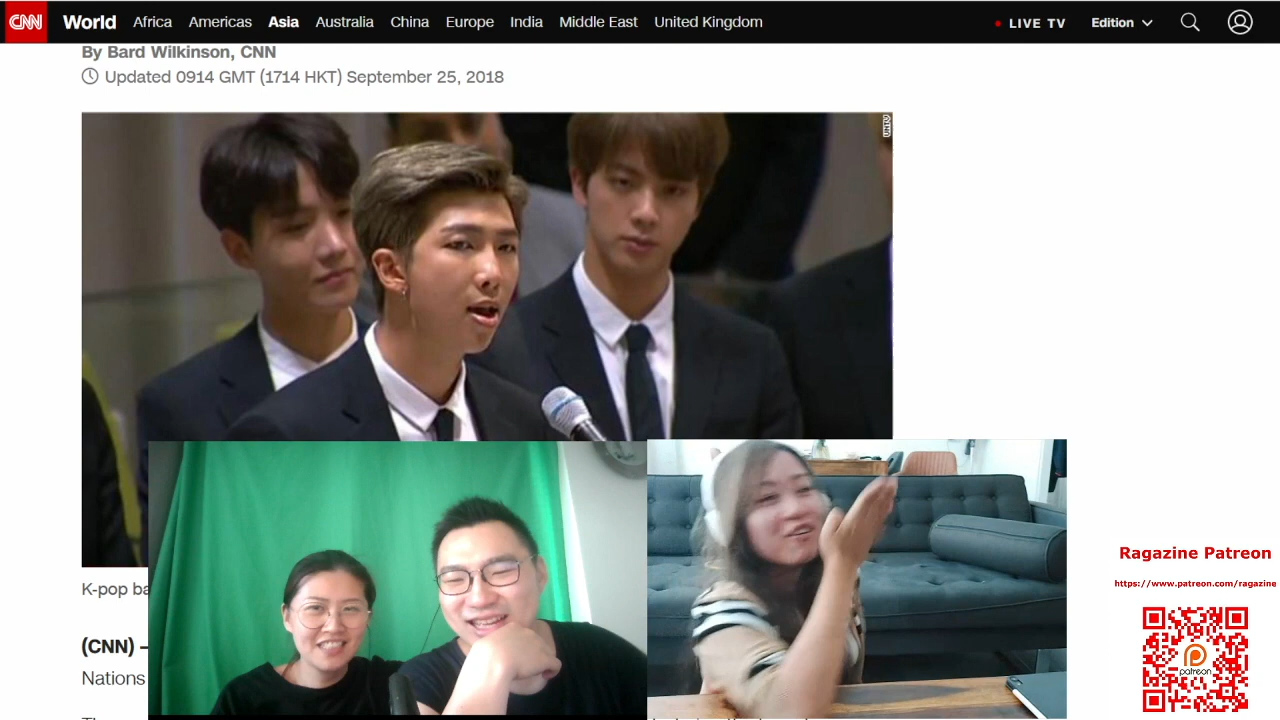 CNN World Africa Americas Asia Australia China Europe India Middle East United Kingdom LIVE TV Edition
By Bard Wilkinson, CNN
Updated 0914 GMT (1714 HKT) September 25, 2018
UNTV
K-pop ba
(CNN) –
Nations
Ragazine Patreon
https://www.patreon.com/ragazine
patreon